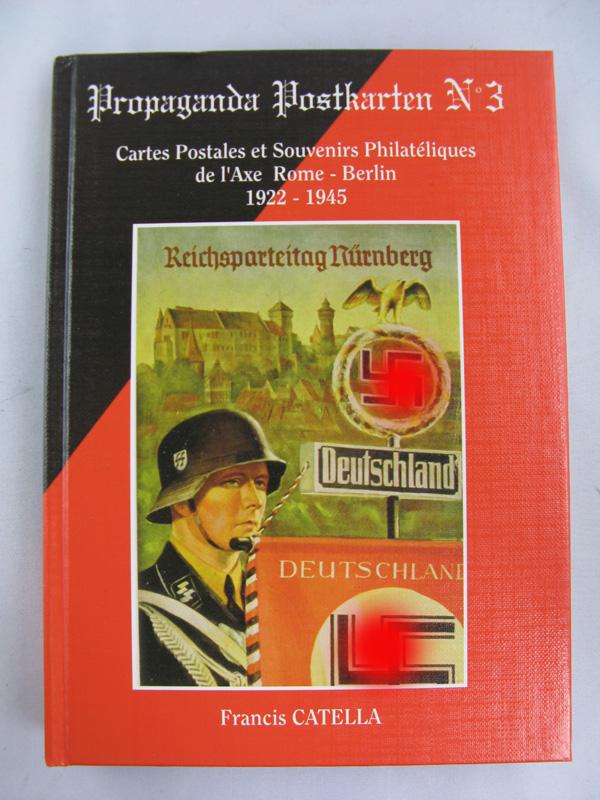 Propaganda Postkarten N°3
Cartes Postales et Souvenirs Philatéliques
de l'Axe Rome - Berlin
1922 - 1945
Reichsparteitag Nürnberg
Deutschland
DEUTSCHLAND
Francis CATELLA